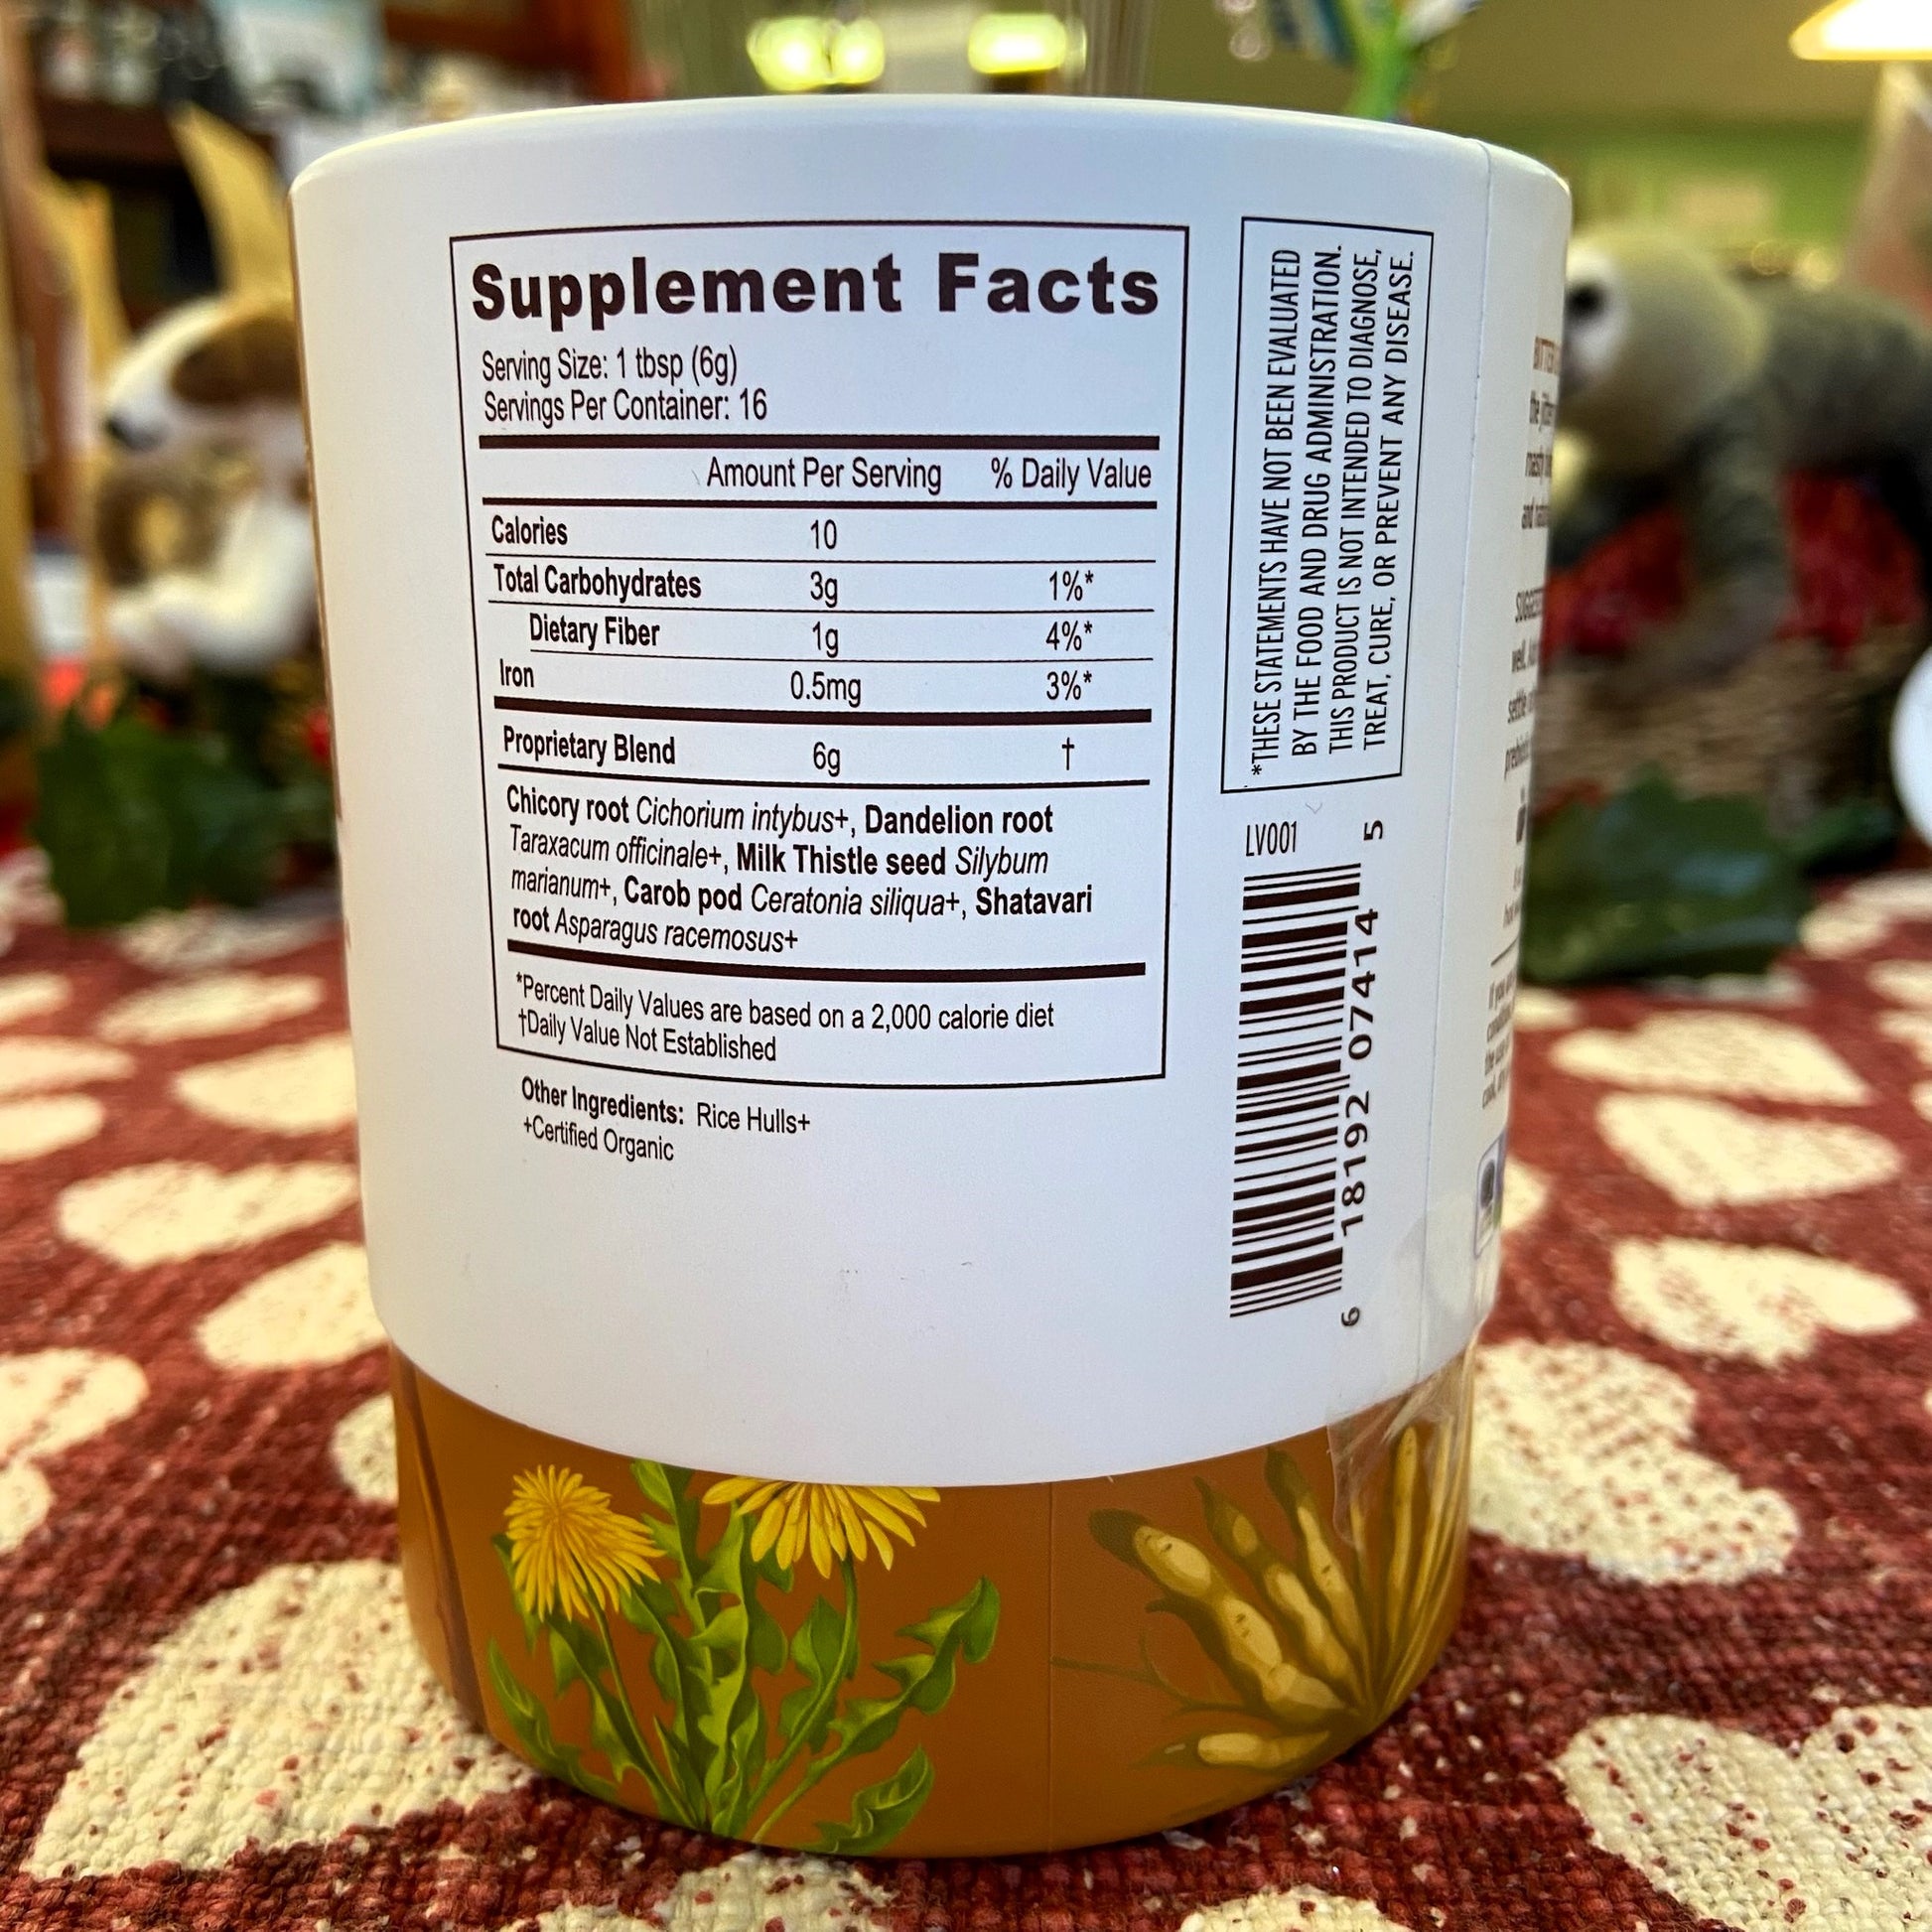 Supplement Facts
Serving Size: 1 tbsp (6g)
Servings Per Container: 16
Amount Per Serving % Daily Value
Calories 10
Total Carbohydrates 3g 1%*
Dietary Fiber 1g 4%*
Iron 0.5mg 3%*
Proprietary Blend 6g †
Chicory root Cichorium intybus+, Dandelion root
Taraxacum officinale+, Milk Thistle seed Silybum
marianum+, Carob pod Ceratonia siliqua+, Shatavari
root Asparagus racemosus+
*Percent Daily Values are based on a 2,000 calorie diet
†Daily Value Not Established
Other Ingredients: Rice Hulls+
+Certified Organic
*THESE STATEMENTS HAVE NOT BEEN EVALUATED
BY THE FOOD AND DRUG ADMINISTRATION.
THIS PRODUCT IS NOT INTENDED TO DIAGNOSE,
TREAT, CURE, OR PREVENT ANY DISEASE.
LV001
6 18192 07414 5